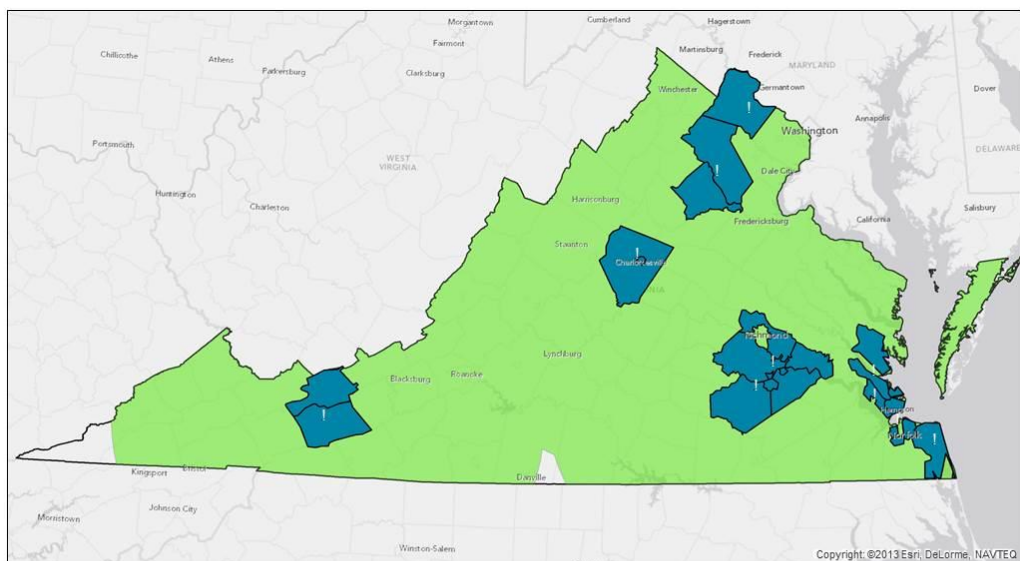 Morgantown
Cumberland
Hagerstown
Fairmont
Martinsburg
Frederick
Chillicothe
Athens
Parkersburg
Clarksburg
MARYLAND
Winchester
Germantown
Dover
Annapolis
Washington
Portsmouth
DELAWARE
WEST
VIRGINIA
Dale City
Huntington
Charleston
Harrisonburg
Salisbury
California
Fredericksburg
Staunton
!
!
!
Charlottesville
Richmond
Lynchburg
Blacksburg
Roanoke
!
!
!
!
Hampton
Norfolk
!
Kingsport
Bristol
Danville
Johnson City
Morristown
Winston-Salem
Copyright: ©2013 Esri, DeLorme, NAVTEQ